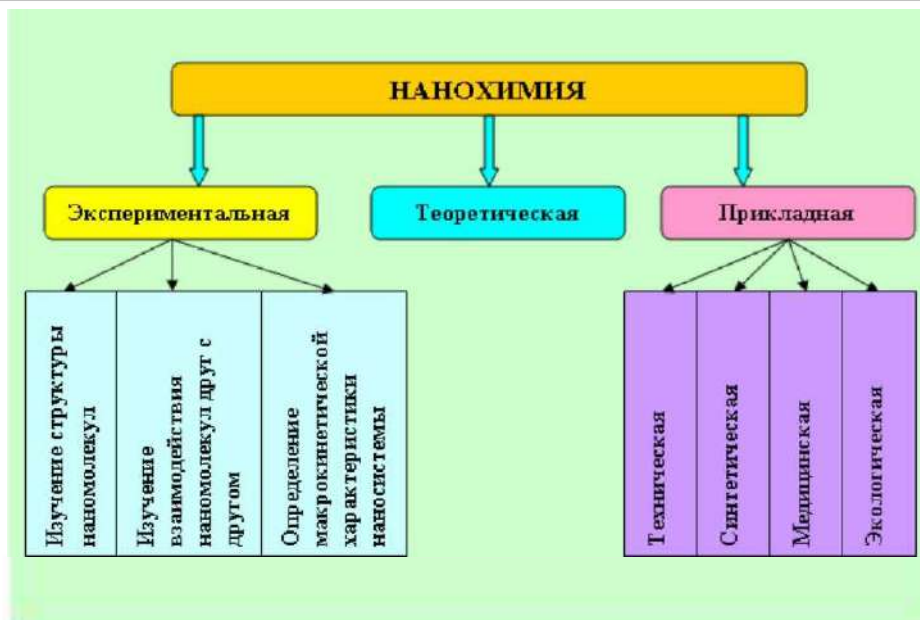 НАНОХИМИЯ
Экспериментальная
Теоретическая
Прикладная
Изучение структуры
наномолекул
Изучение
взаимодействия
наномолекул друг с
другом
Определение
макрокинетической
характеристики
наносистемы
Техническая
Синтетическая
Медицинская
Экологическая